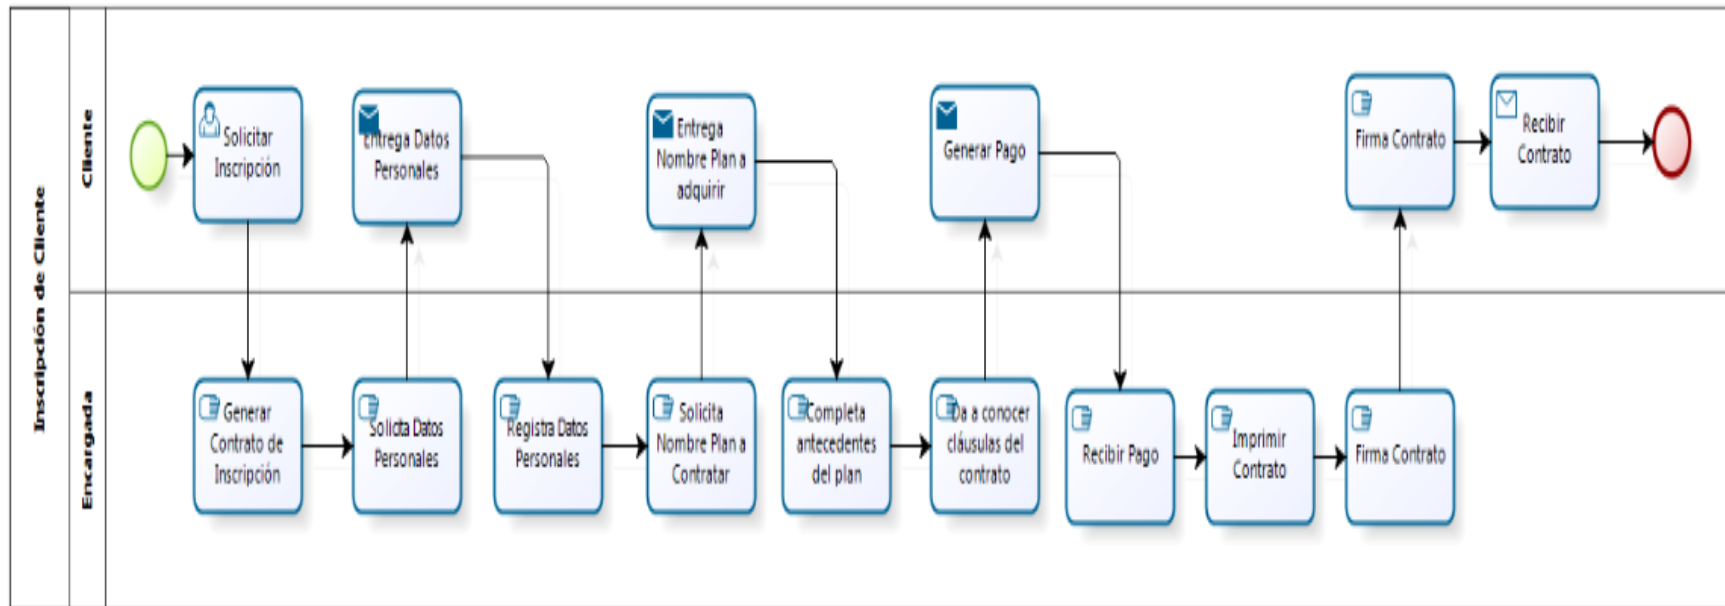 Inscripción de Cliente
Cliente
Solicitar
Inscripción
Entrega Datos
Personales
Entrega
Nombre Plan a
adquirir
Generar Pago
Firma Contrato
Recibir
Contrato
Encargada
Generar
Contrato de
Inscripción
Solicita Datos
Personales
Registra Datos
Personales
Solicita
Nombre Plan a
Contratar
Completa
antecedentes
del plan
Da a conocer
cláusulas del
contrato
Recibir Pago
Imprimir
Contrato
Firma Contrato